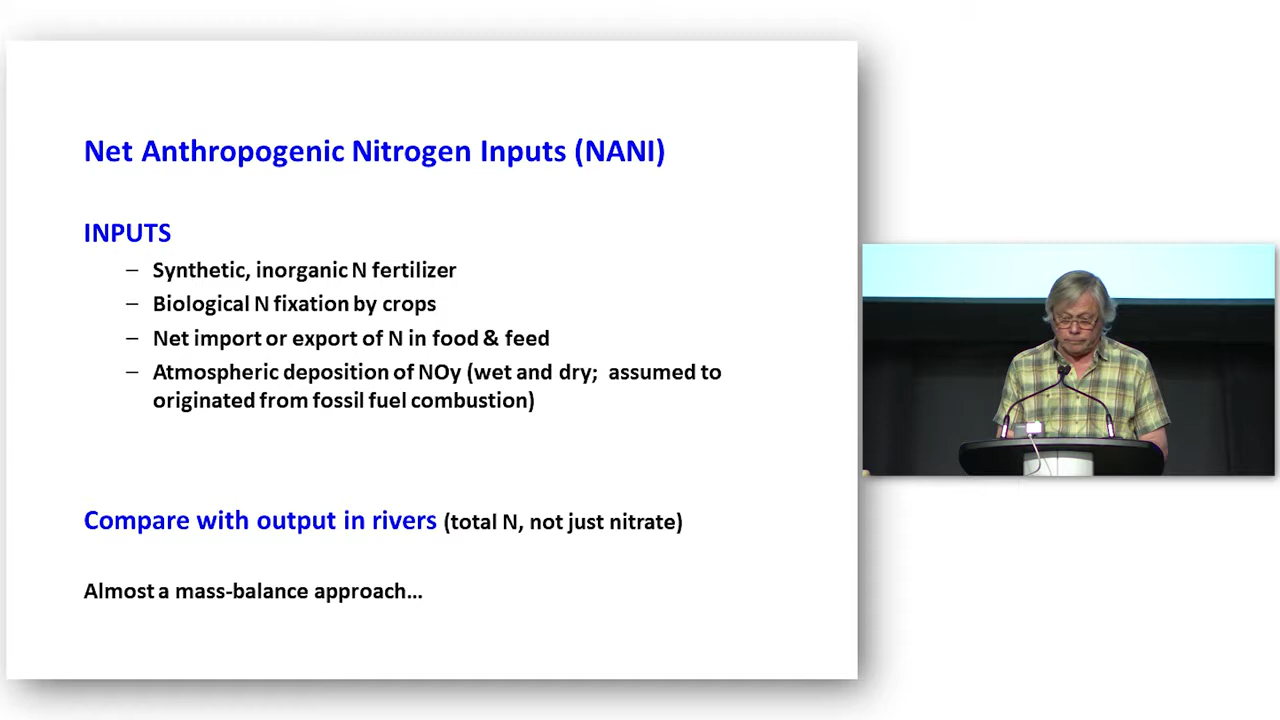 Net Anthropogenic Nitrogen Inputs (NANI)
INPUTS
– Synthetic, inorganic N fertilizer
– Biological N fixation by crops
– Net import or export of N in food & feed
– Atmospheric deposition of NOy (wet and dry; assumed to
originated from fossil fuel combustion)
Compare with output in rivers (total N, not just nitrate)
Almost a mass-balance approach…